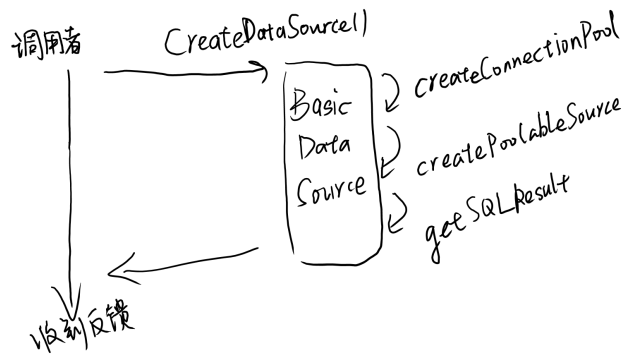 调用者
CreateDataSource()
Basic
Data
Source
createConnectionPool
createPoolableSource
getSQLResult
收到反馈